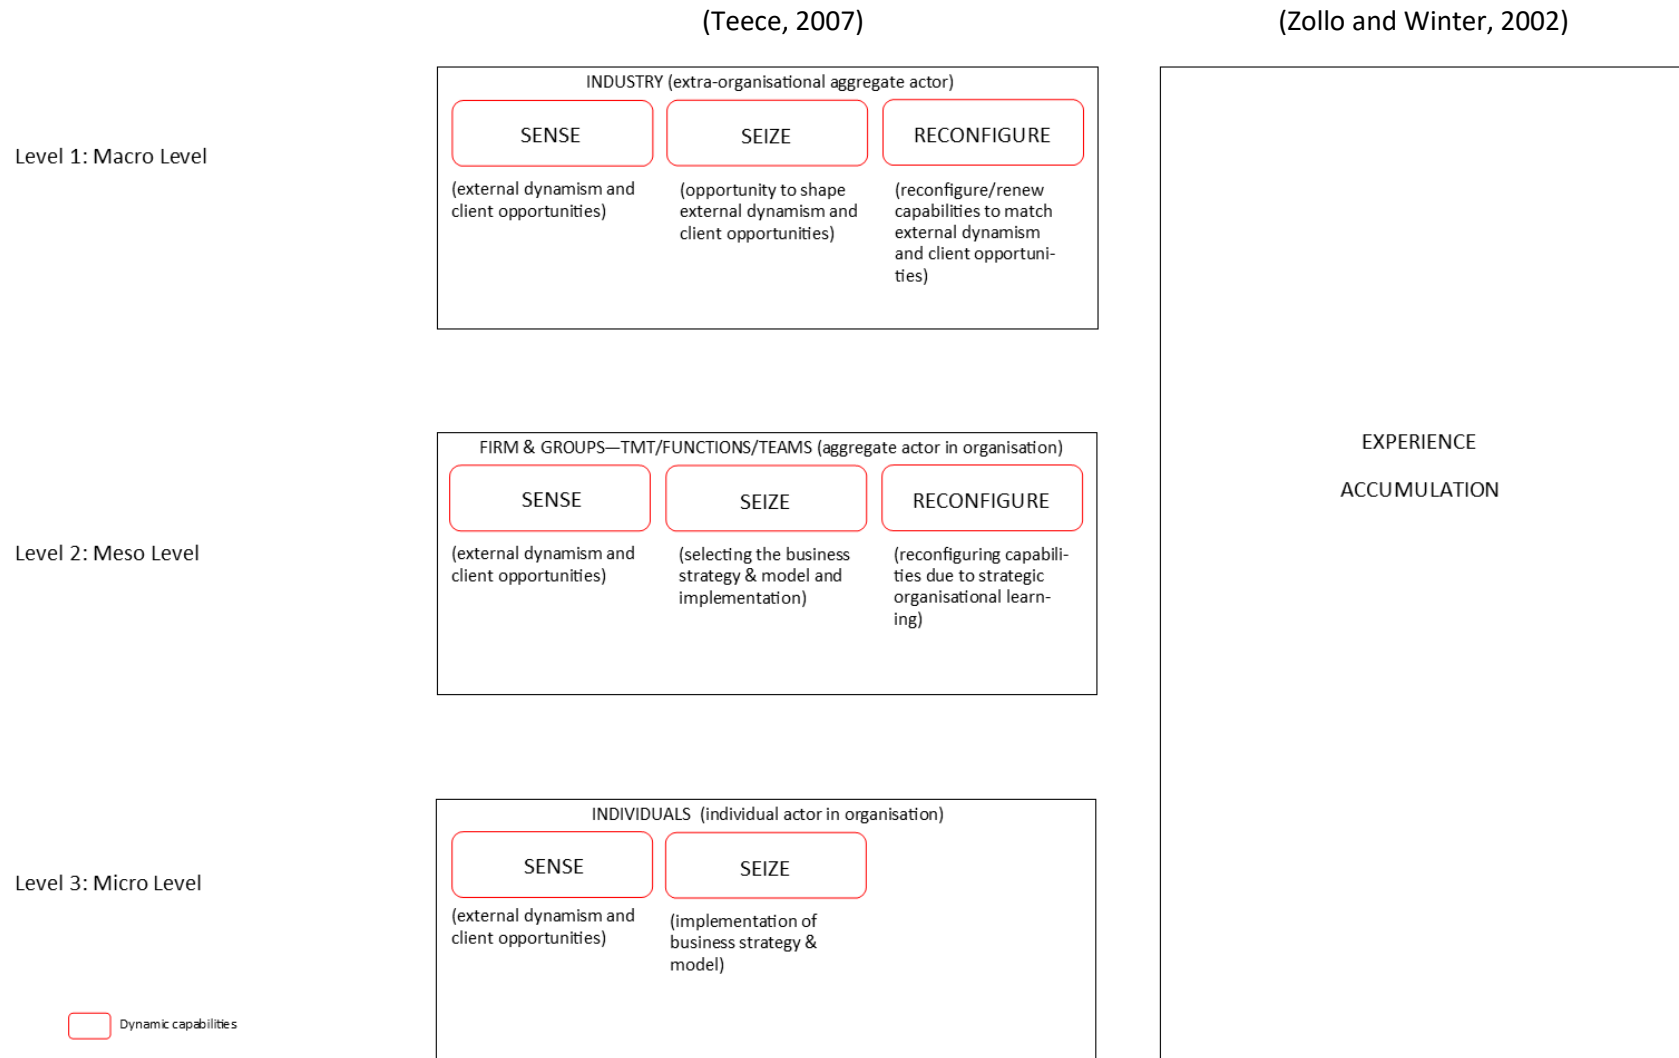 (Teece, 2007)
(Zollo and Winter, 2002)
Level 1: Macro Level
INDUSTRY (extra-organisational aggregate actor)
SENSE
(external dynamism and
client opportunities)
SEIZE
(opportunity to shape
external dynamism and
client opportunities)
RECONFIGURE
(reconfigure/renew
capabilities to match
external dynamism
and client opportuni-
ties)
Level 2: Meso Level
FIRM & GROUPS—TMT/FUNCTIONS/TEAMS (aggregate actor in organisation)
SENSE
(external dynamism and
client opportunities)
SEIZE
(selecting the business
strategy & model and
implementation)
RECONFIGURE
(reconfiguring capabili-
ties due to strategic
organisational learn-
ing)
Level 3: Micro Level
INDIVIDUALS (individual actor in organisation)
SENSE
(external dynamism and
client opportunities)
SEIZE
(implementation of
business strategy &
model)
EXPERIENCE
ACCUMULATION
Dynamic capabilities